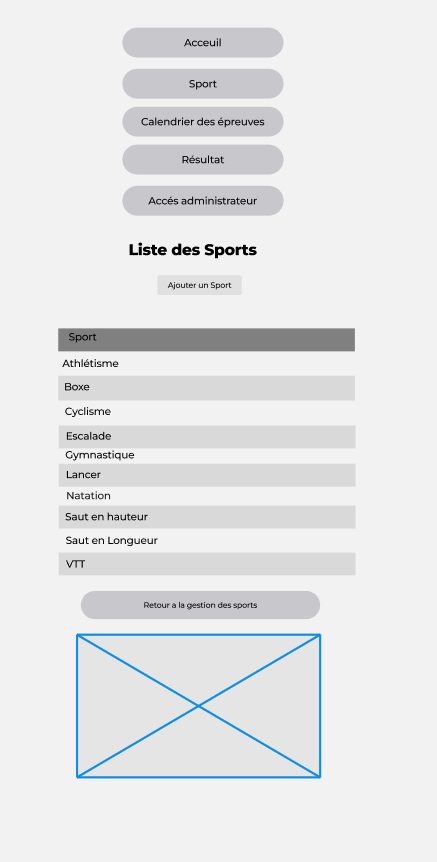 Acceuil
Sport
Calendrier des épreuves
Résultat
Accés administrateur
Liste des Sports
Ajouter un Sport
Sport
Athlétisme
Boxe
Cyclisme
Escalade
Gymnastique
Lancer
Natation
Saut en hauteur
Saut en Longueur
VTT
Retour a la gestion des sports